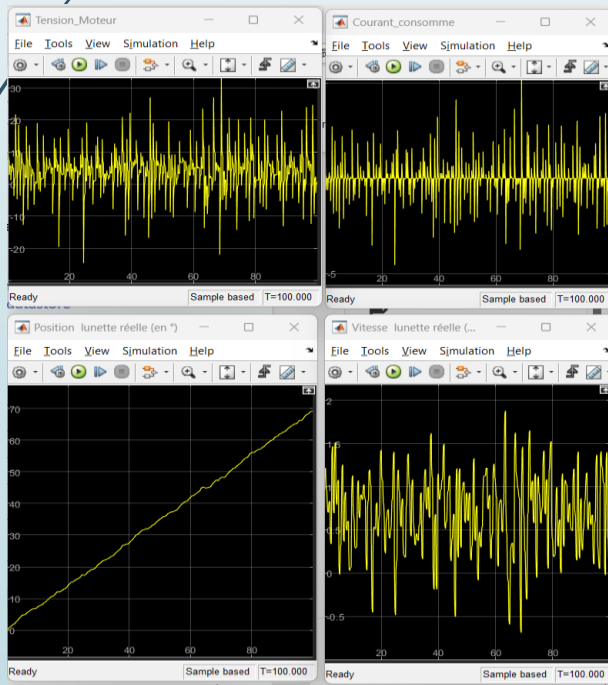 Tension_Moteur
File Tools View Simulation Help
30
20
10
0
-10
-20
20 40 60 80
Ready Sample based T=100.000
Courant_consomme
File Tools View Simulation Help
-5
20 40 60 80
Ready Sample based T=100.000
Position lunette réelle (en °)
File Tools View Simulation Help
70
60
50
40
30
20
10
0
20 40 60 80
Ready Sample based T=100.000
Vitesse lunette réelle (...
File Tools View Simulation Help
2
1.5
1
0.5
0
-0.5
20 40 60 80
Ready Sample based T=100.000